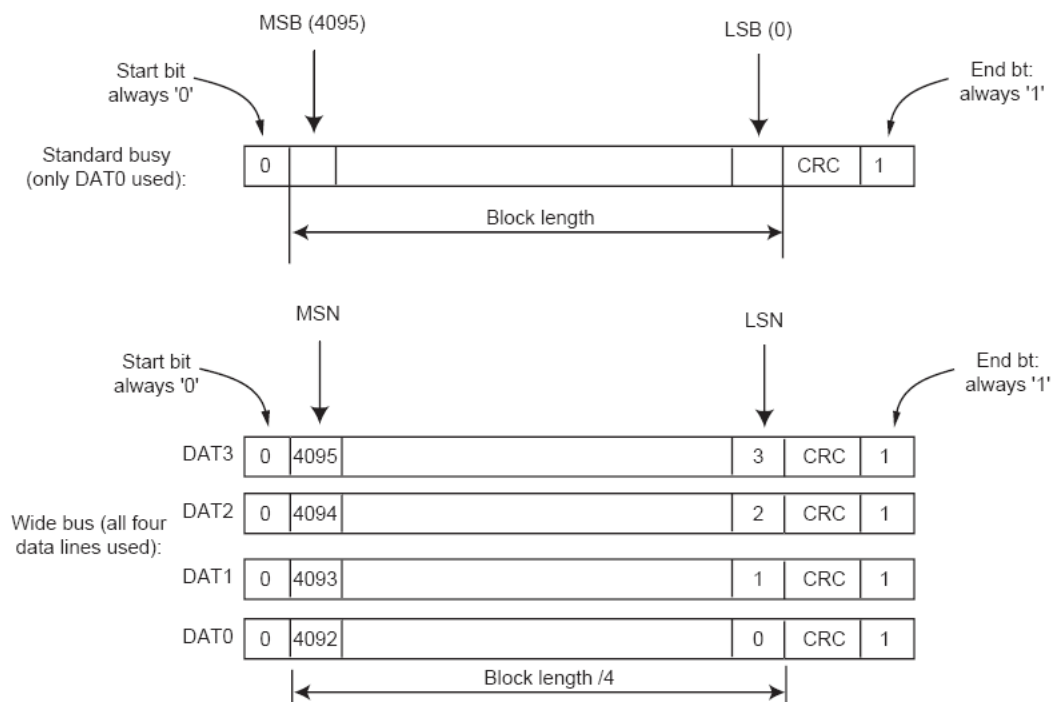 MSB (4095)
LSB (0)
Start bit
always '0'
End bt:
always '1'
Standard busy
(only DAT0 used):
0
CRC
1
Block length
MSN
LSN
Start bit
always '0'
End bt:
always '1'
DAT3
0
4095
3
CRC
1
Wide bus (all four
data lines used):
DAT2
0
4094
2
CRC
1
DAT1
0
4093
1
CRC
1
DAT0
0
4092
0
CRC
1
Block length /4